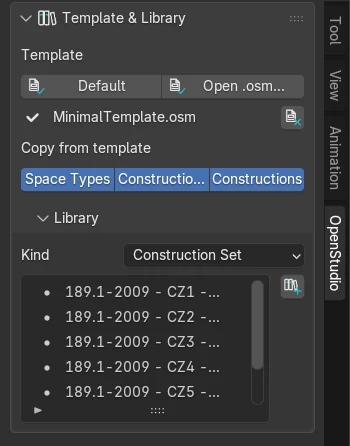 Template & Library
Template
Default
Open .osm...
MinimalTemplate.osm
Copy from template
Space Types
Constructio...
Constructions
Library
Kind
Construction Set
189.1-2009 - CZ1 -...
189.1-2009 - CZ2 -...
189.1-2009 - CZ3 -...
189.1-2009 - CZ4 -...
189.1-2009 - CZ5 -...
Tool
View
Animation
OpenStudio